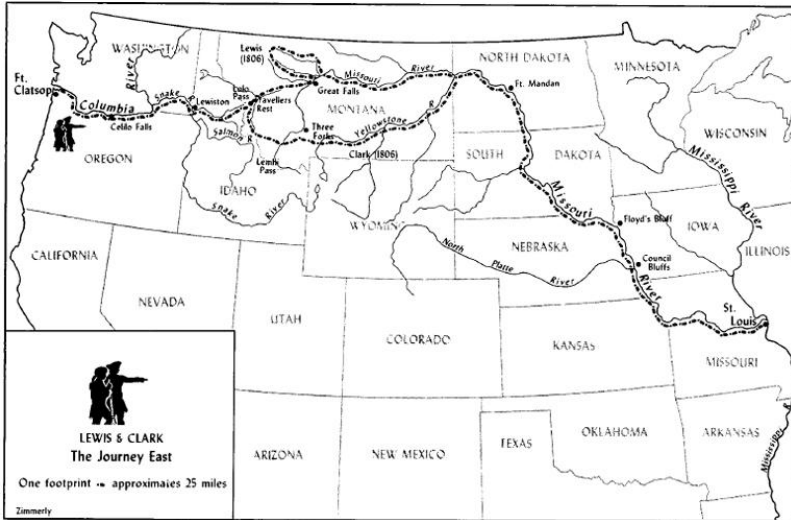 WASHINGTON
Lewis
(1806)
Missouri
River
NORTH DAKOTA
MINNESOTA
Ft.
Clatsop
River
Snake
Lolo
Pass
Great Falls
Ft. Mandan
Columbia
Lewiston
Travellers
Rest
MONTANA
Celilo Falls
Salmon R.
Three
Forks
Yellowstone
R.
WISCONSIN
OREGON
Lemhi
Pass
Clark (1806)
SOUTH
DAKOTA
Mississippi
River
IDAHO
Snake
River
WYOMING
Missouri
River
Floyd's Bluff
IOWA
CALIFORNIA
NEBRASKA
Council
Bluffs
ILLINOIS
North
Platte
River
NEVADA
UTAH
St.
Louis
COLORADO
KANSAS
MISSOURI
LEWIS & CLARK
The Journey East
One footprint approximates 25 miles
ARIZONA
NEW MEXICO
TEXAS
OKLAHOMA
ARKANSAS
Mississippi
R.
Zimmerly